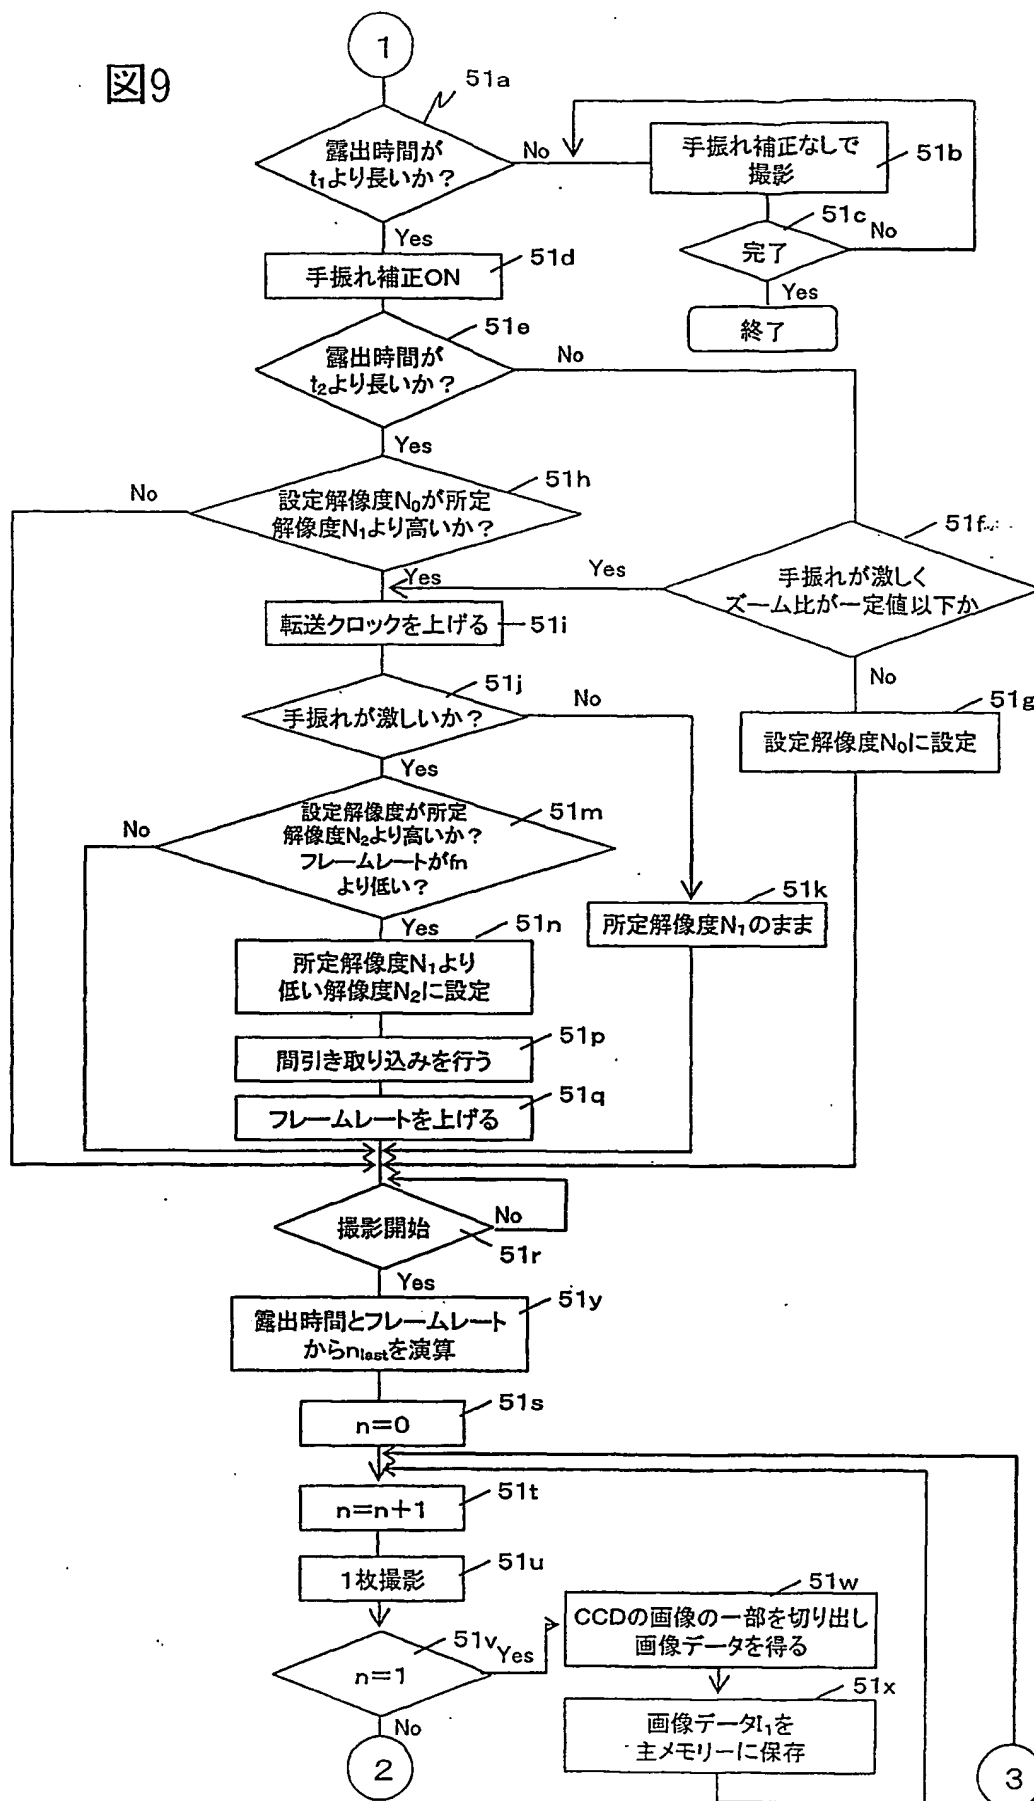 図9
1
51a
露出時間が
t₁より長いか？
No
手振れ補正なしで
撮影
51b
51c
完了
No
Yes
終了
Yes
手振れ補正ON
51d
51e
露出時間が
t₂より長いか？
No
Yes
51h
設定解像度N₀が所定
解像度N₁より高いか？
No
Yes
51f
手振れが激しく
ズーム比が一定値以下か
Yes
No
転送クロックを上げる
51i
51g
設定解像度N₀に設定
51j
手振れが激しいか？
No
Yes
51m
設定解像度が所定
解像度N₂より高いか？
フレームレートがfn
より低い？
No
Yes
51k
所定解像度N₁のまま
51n
所定解像度N₁より
低い解像度N₂に設定
51p
間引き取り込みを行う
51q
フレームレートを上げる
撮影開始
No
51r
Yes
51y
露出時間とフレームレート
からnlastを演算
51s
n=0
51t
n=n+1
51u
1枚撮影
51v
n=1
Yes
No
51w
CCDの画像の一部を切り出し
画像データを得る
51x
画像データI₁を
主メモリーに保存
2
3